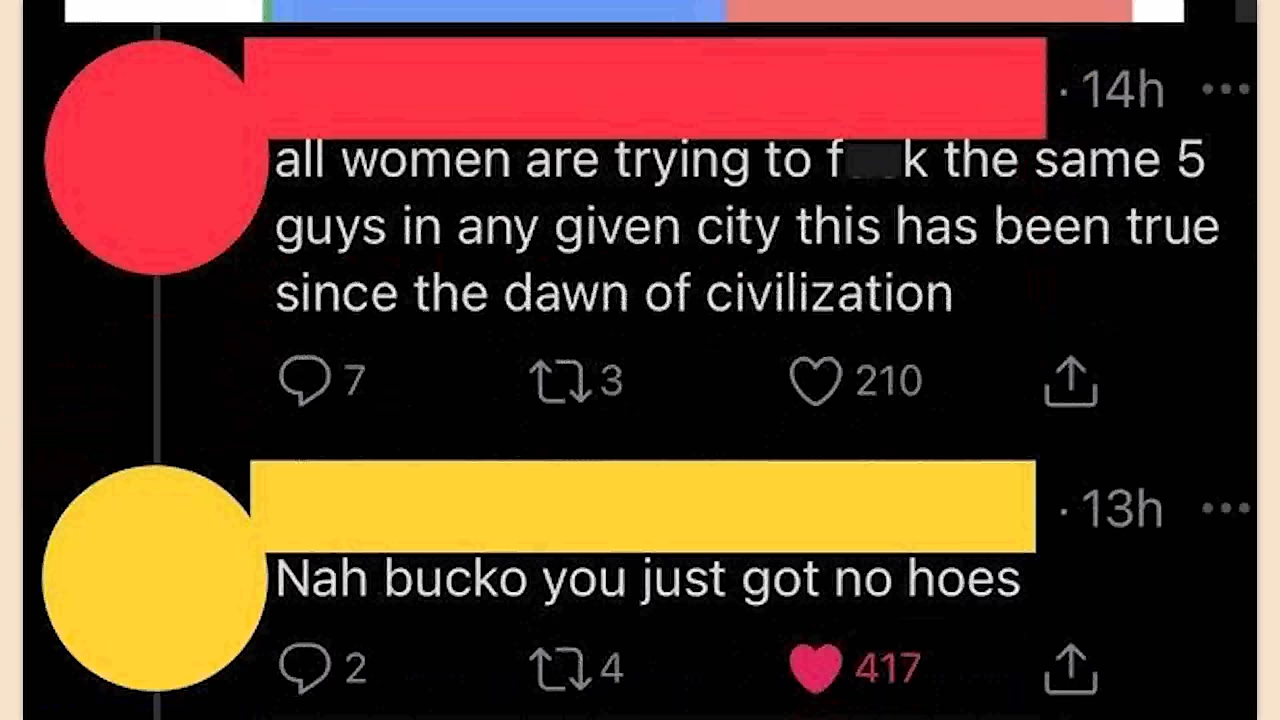 · 14h
all women are trying to f k the same 5
guys in any given city this has been true
since the dawn of civilization
7 3 210
· 13h
Nah bucko you just got no hoes
2 4 417